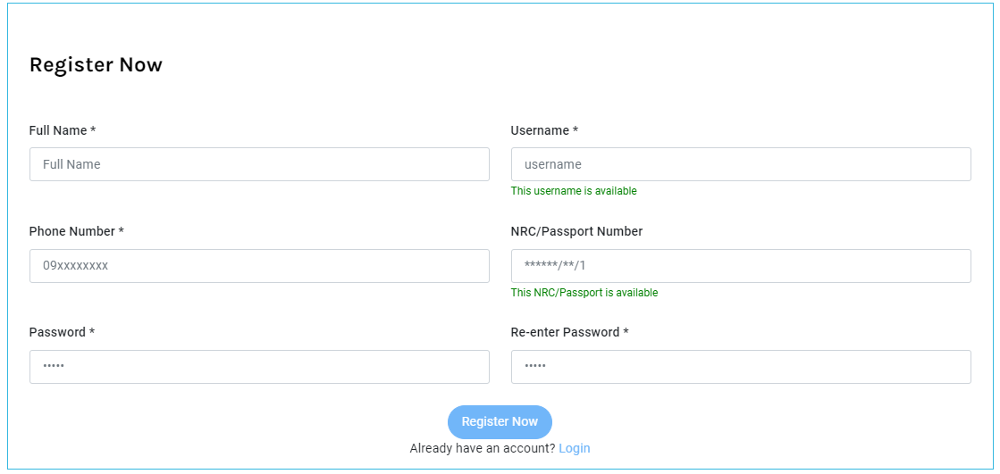 Register Now
Full Name *
Username *
Full Name
username
This username is available
Phone Number *
NRC/Passport Number
09xxxxxxxx
******/**/1
This NRC/Passport is available
Password *
Re-enter Password *
•••••
•••••
Register Now
Already have an account? Login